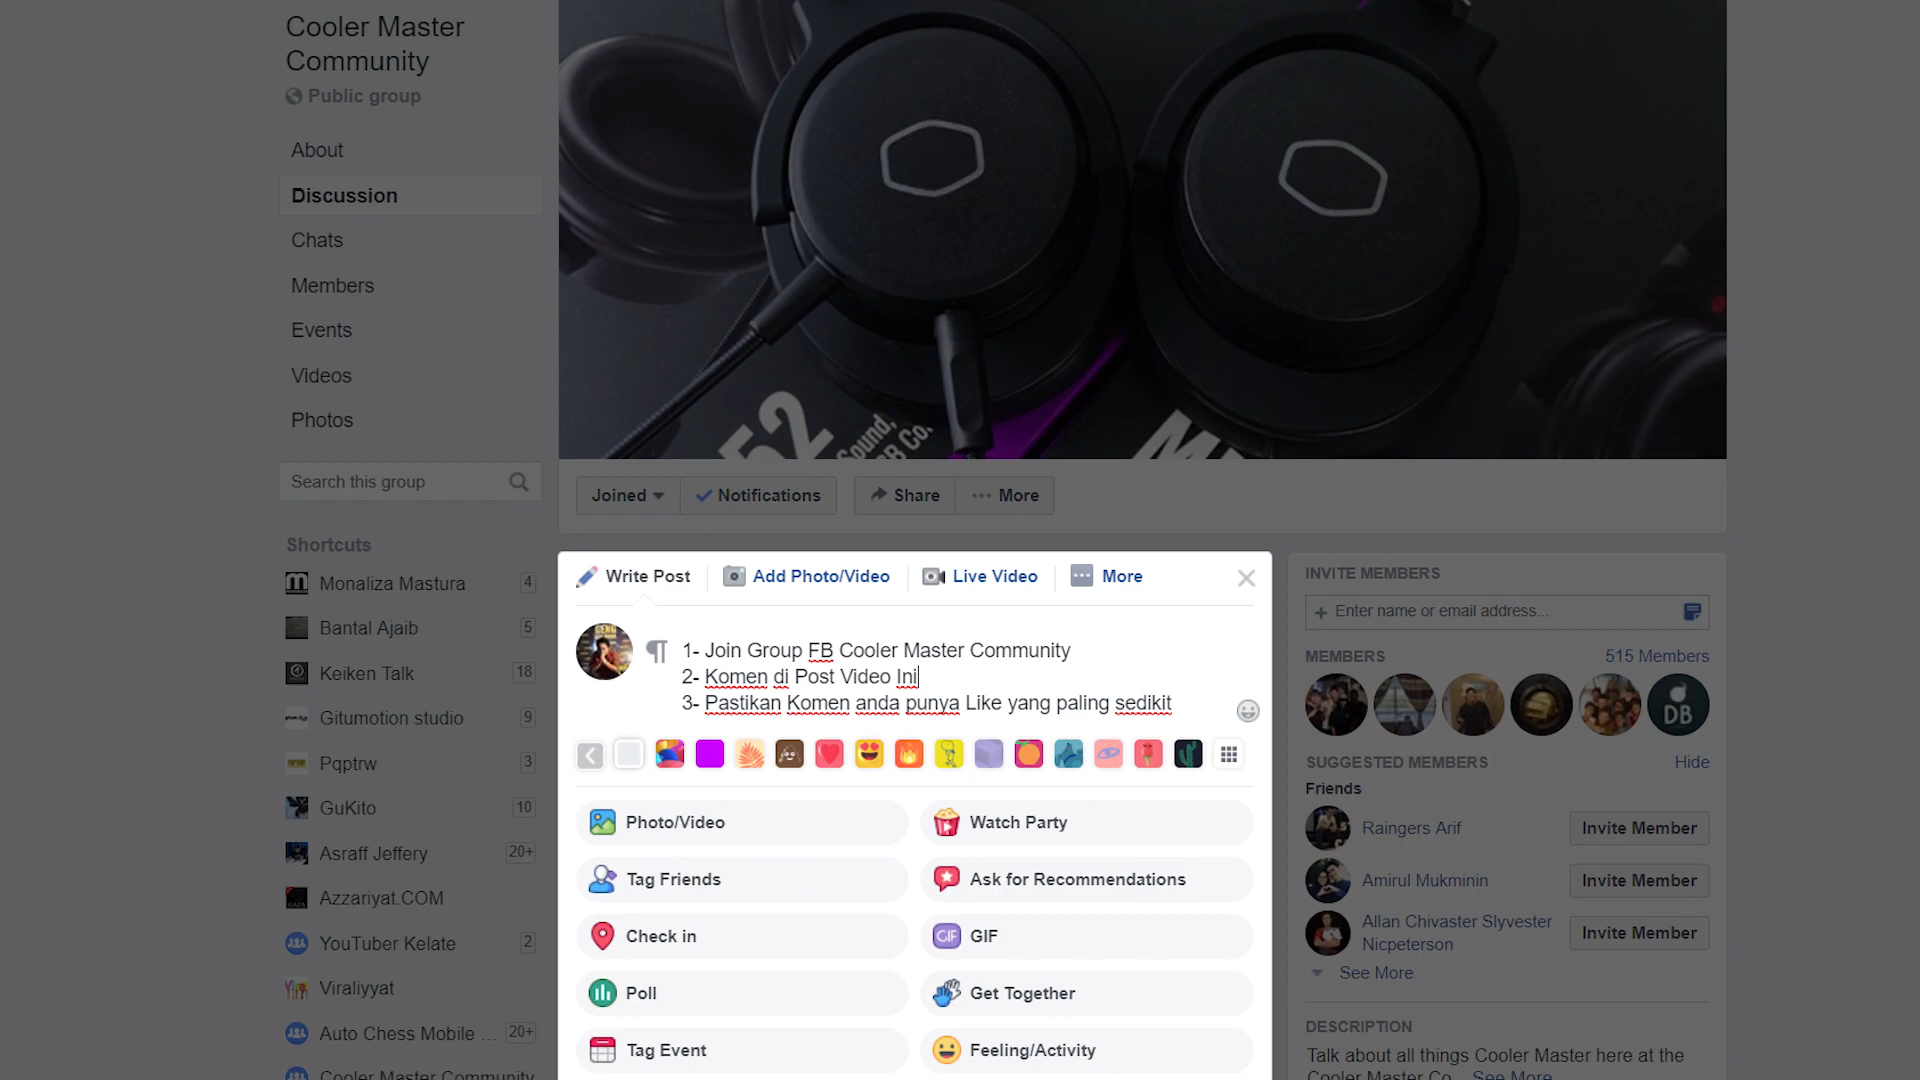 Cooler Master
Community
Public group
About
Discussion
Chats
Members
Events
Videos
Photos
Search this group
Shortcuts
Monaliza Mastura 4
Bantal Ajaib 5
Keiken Talk 18
Gitumotion studio 9
Pqptrw 3
GuKito 10
Asraff Jeffery 20+
Azzariyat.COM
YouTuber Kelate 2
Viraliyyat
Auto Chess Mobile ... 20+
Cooler Master Community
52
Sound,
Joined
Notifications
Share
More
Write Post
Add Photo/Video
Live Video
More
1- Join Group FB Cooler Master Community
2- Komen di Post Video Ini
3- Pastikan Komen anda punya Like yang paling sedikit
Photo/Video
Watch Party
Tag Friends
Ask for Recommendations
Check in
GIF
GIF
Poll
Get Together
Tag Event
Feeling/Activity
INVITE MEMBERS
+ Enter name or email address...
MEMBERS
515 Members
DB
SUGGESTED MEMBERS
Hide
Friends
Raingers Arif
Invite Member
Amirul Mukminin
Invite Member
Allan Chivaster Slyvester
Nicpeterson
Invite Member
See More
DESCRIPTION
Talk about all things Cooler Master here at the
Cooler Master Co... See More